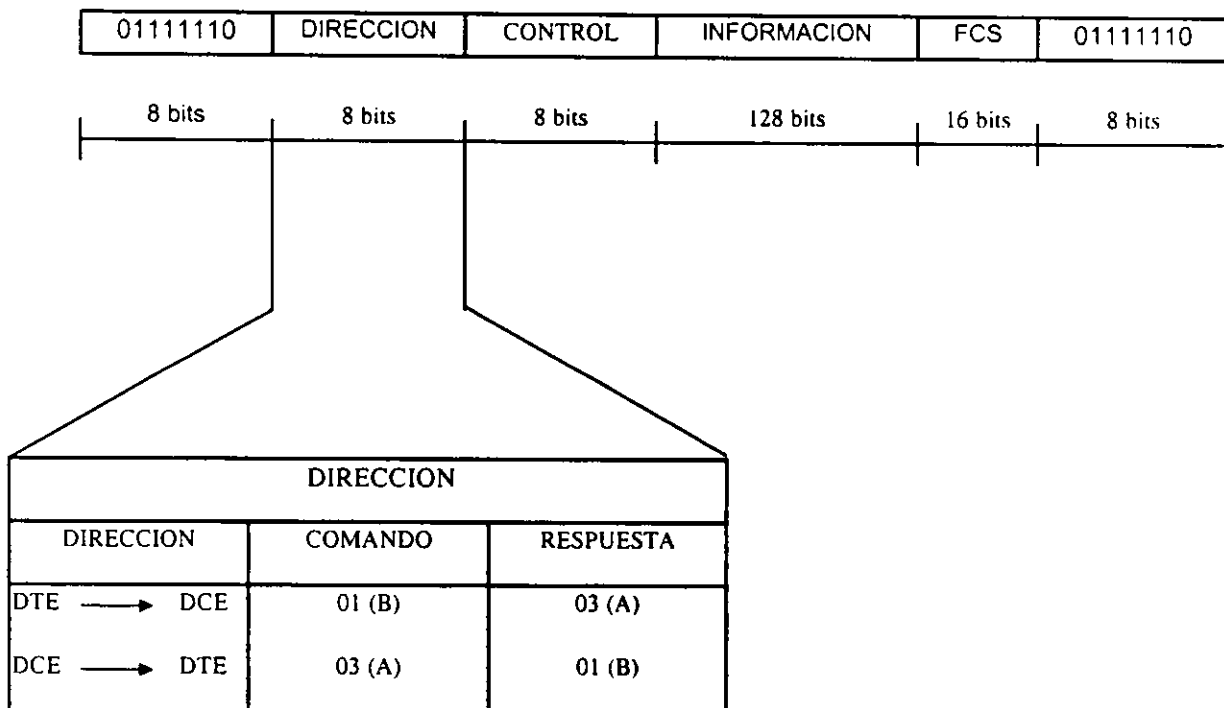 01111110 DIRECCION CONTROL INFORMACION FCS 01111110
8 bits 8 bits 8 bits 128 bits 16 bits 8 bits
DIRECCION
DIRECCION COMANDO RESPUESTA
DTE DCE 01 (B) 03 (A)
DCE DTE 03 (A) 01 (B)